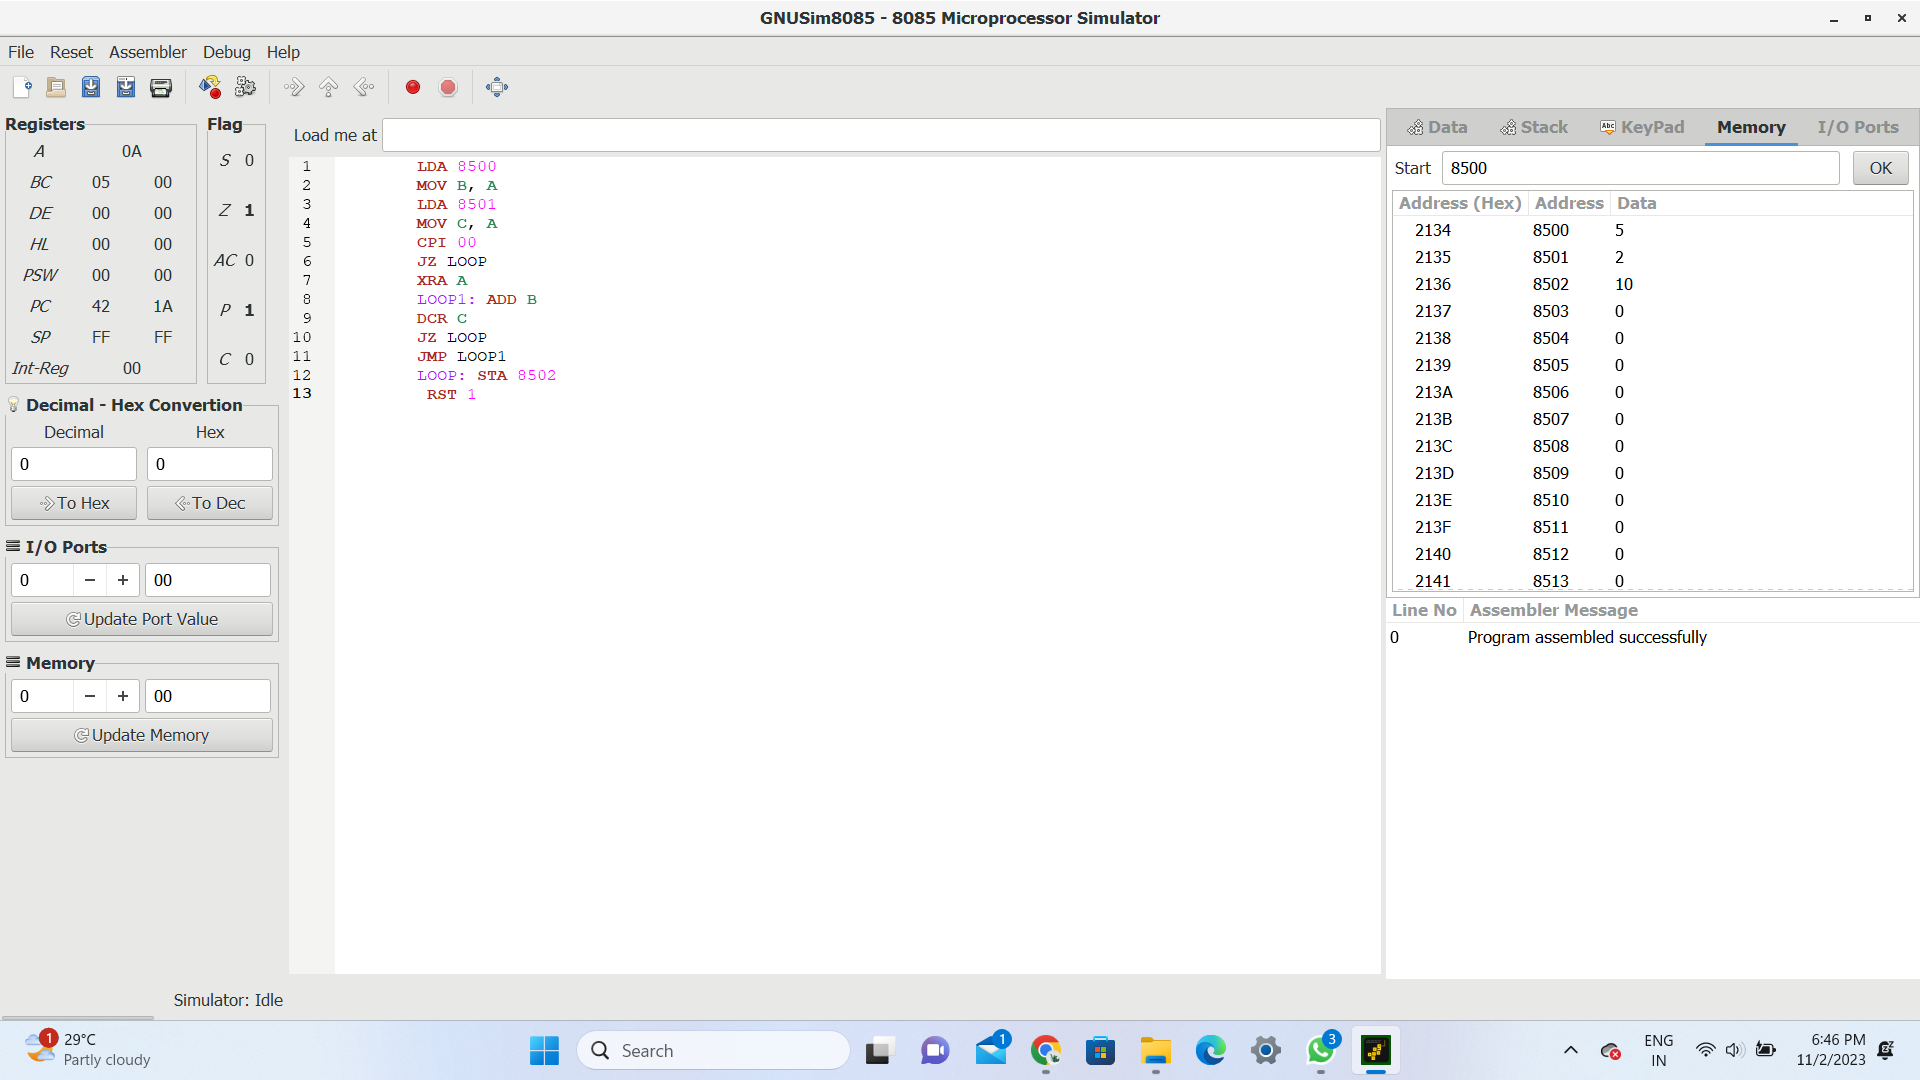 GNUSim8085 - 8085 Microprocessor Simulator
File Reset Assembler Debug Help
Registers
A 0A
BC 05 00
DE 00 00
HL 00 00
PSW 00 00
PC 42 1A
SP FF FF
Int-Reg 00
Flag
S 0
Z 1
AC 0
P 1
C 0
Decimal - Hex Convertion
Decimal Hex
0 0
To Hex To Dec
I/O Ports
0 − + 00
Update Port Value
Memory
0 − + 00
Update Memory
Load me at
1 LDA 8500
2 MOV B, A
3 LDA 8501
4 MOV C, A
5 CPI 00
6 JZ LOOP
7 XRA A
8 LOOP1: ADD B
9 DCR C
10 JZ LOOP
11 JMP LOOP1
12 LOOP: STA 8502
13 RST 1
Data Stack Abc KeyPad Memory I/O Ports
Start 8500 OK
Address (Hex) Address Data
2134 8500 5
2135 8501 2
2136 8502 10
2137 8503 0
2138 8504 0
2139 8505 0
213A 8506 0
213B 8507 0
213C 8508 0
213D 8509 0
213E 8510 0
213F 8511 0
2140 8512 0
2141 8513 0
Line No Assembler Message
0 Program assembled successfully
Simulator: Idle
1 29°C
Partly cloudy
Search
1
3
ENG
IN
6:46 PM
11/2/2023